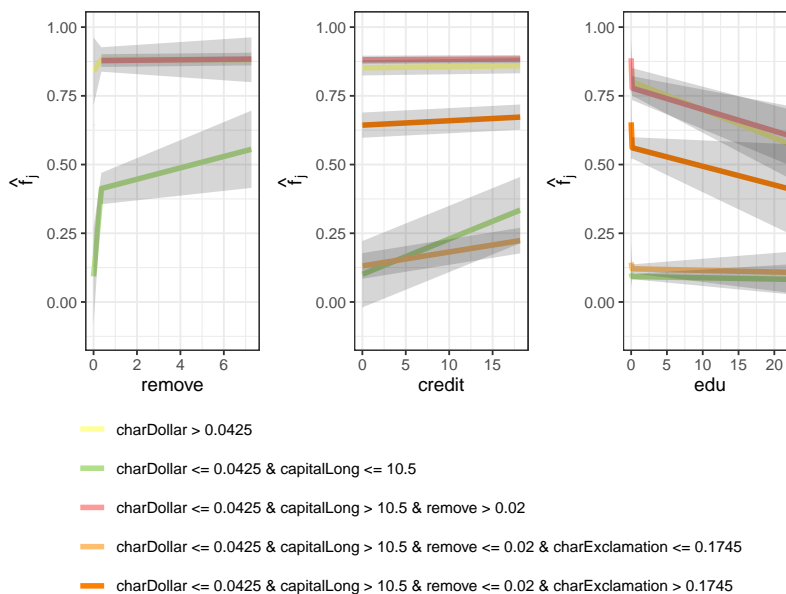 1.00
0.75
0.50
0.25
0.00
f̂j
0 2 4 6
remove
1.00
0.75
0.50
0.25
0.00
f̂j
0 5 10 15
credit
1.00
0.75
0.50
0.25
0.00
f̂j
0 5 10 15 20
edu
charDollar > 0.0425
charDollar <= 0.0425 & capitalLong <= 10.5
charDollar <= 0.0425 & capitalLong > 10.5 & remove > 0.02
charDollar <= 0.0425 & capitalLong > 10.5 & remove <= 0.02 & charExclamation <= 0.1745
charDollar <= 0.0425 & capitalLong > 10.5 & remove <= 0.02 & charExclamation > 0.1745